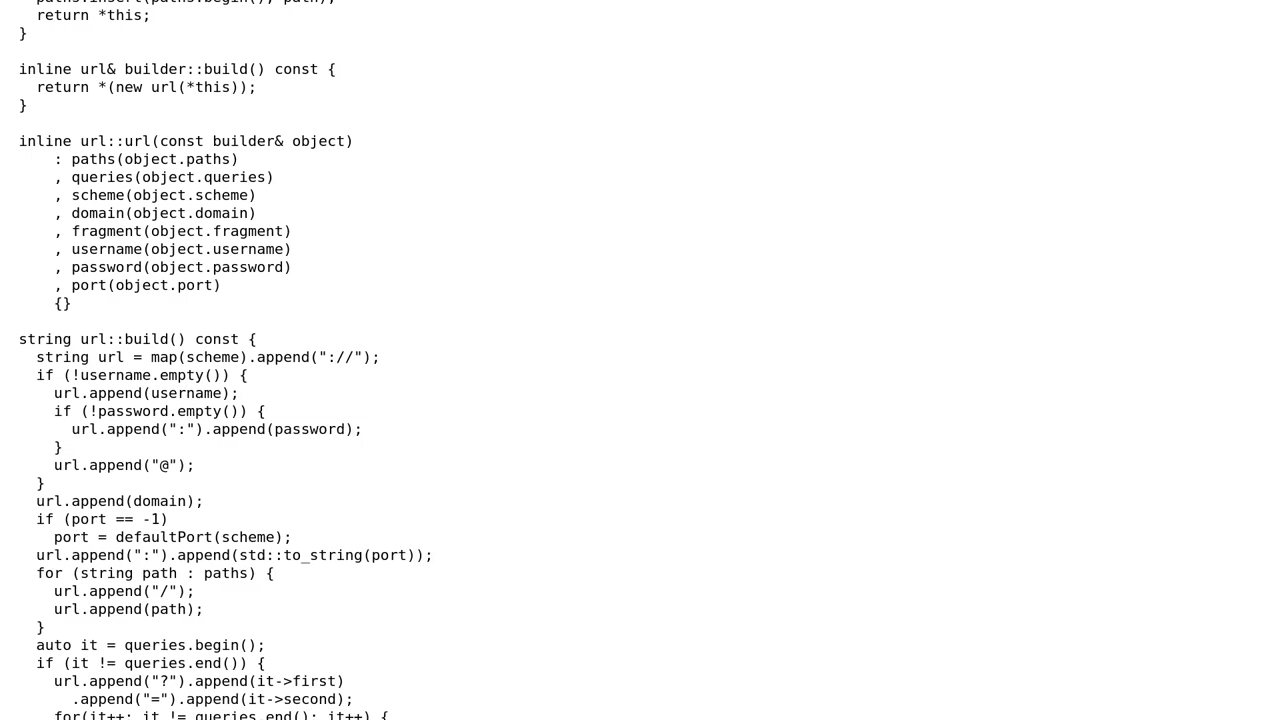 paths.insert(paths.begin(), path);
  return *this;
}

inline url& builder::build() const {
  return *(new url(*this));
}

inline url::url(const builder& object)
    : paths(object.paths)
    , queries(object.queries)
    , scheme(object.scheme)
    , domain(object.domain)
    , fragment(object.fragment)
    , username(object.username)
    , password(object.password)
    , port(object.port)
    {}

string url::build() const {
  string url = map(scheme).append("://");
  if (!username.empty()) {
    url.append(username);
    if (!password.empty()) {
      url.append(":").append(password);
    }
    url.append("@");
  }
  url.append(domain);
  if (port == -1)
    port = defaultPort(scheme);
  url.append(":").append(std::to_string(port));
  for (string path : paths) {
    url.append("/");
    url.append(path);
  }
  auto it = queries.begin();
  if (it != queries.end()) {
    url.append("?").append(it->first)
      .append("=").append(it->second);
    for(it++; it != queries.end(); it++) {